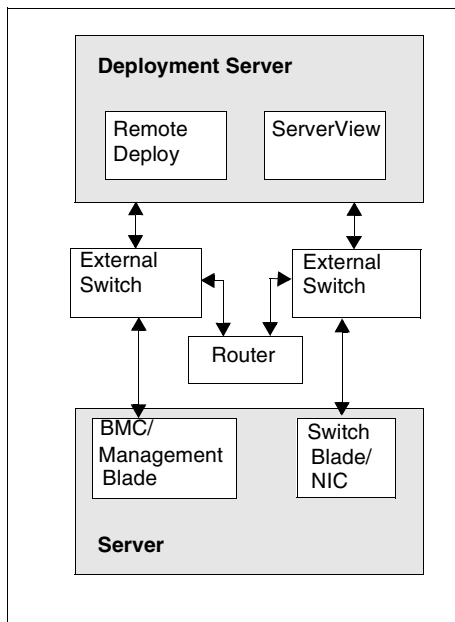 Deployment Server
Remote
Deploy
ServerView
External
Switch
External
Switch
Router
BMC/
Management
Blade
Switch
Blade/
NIC
Server